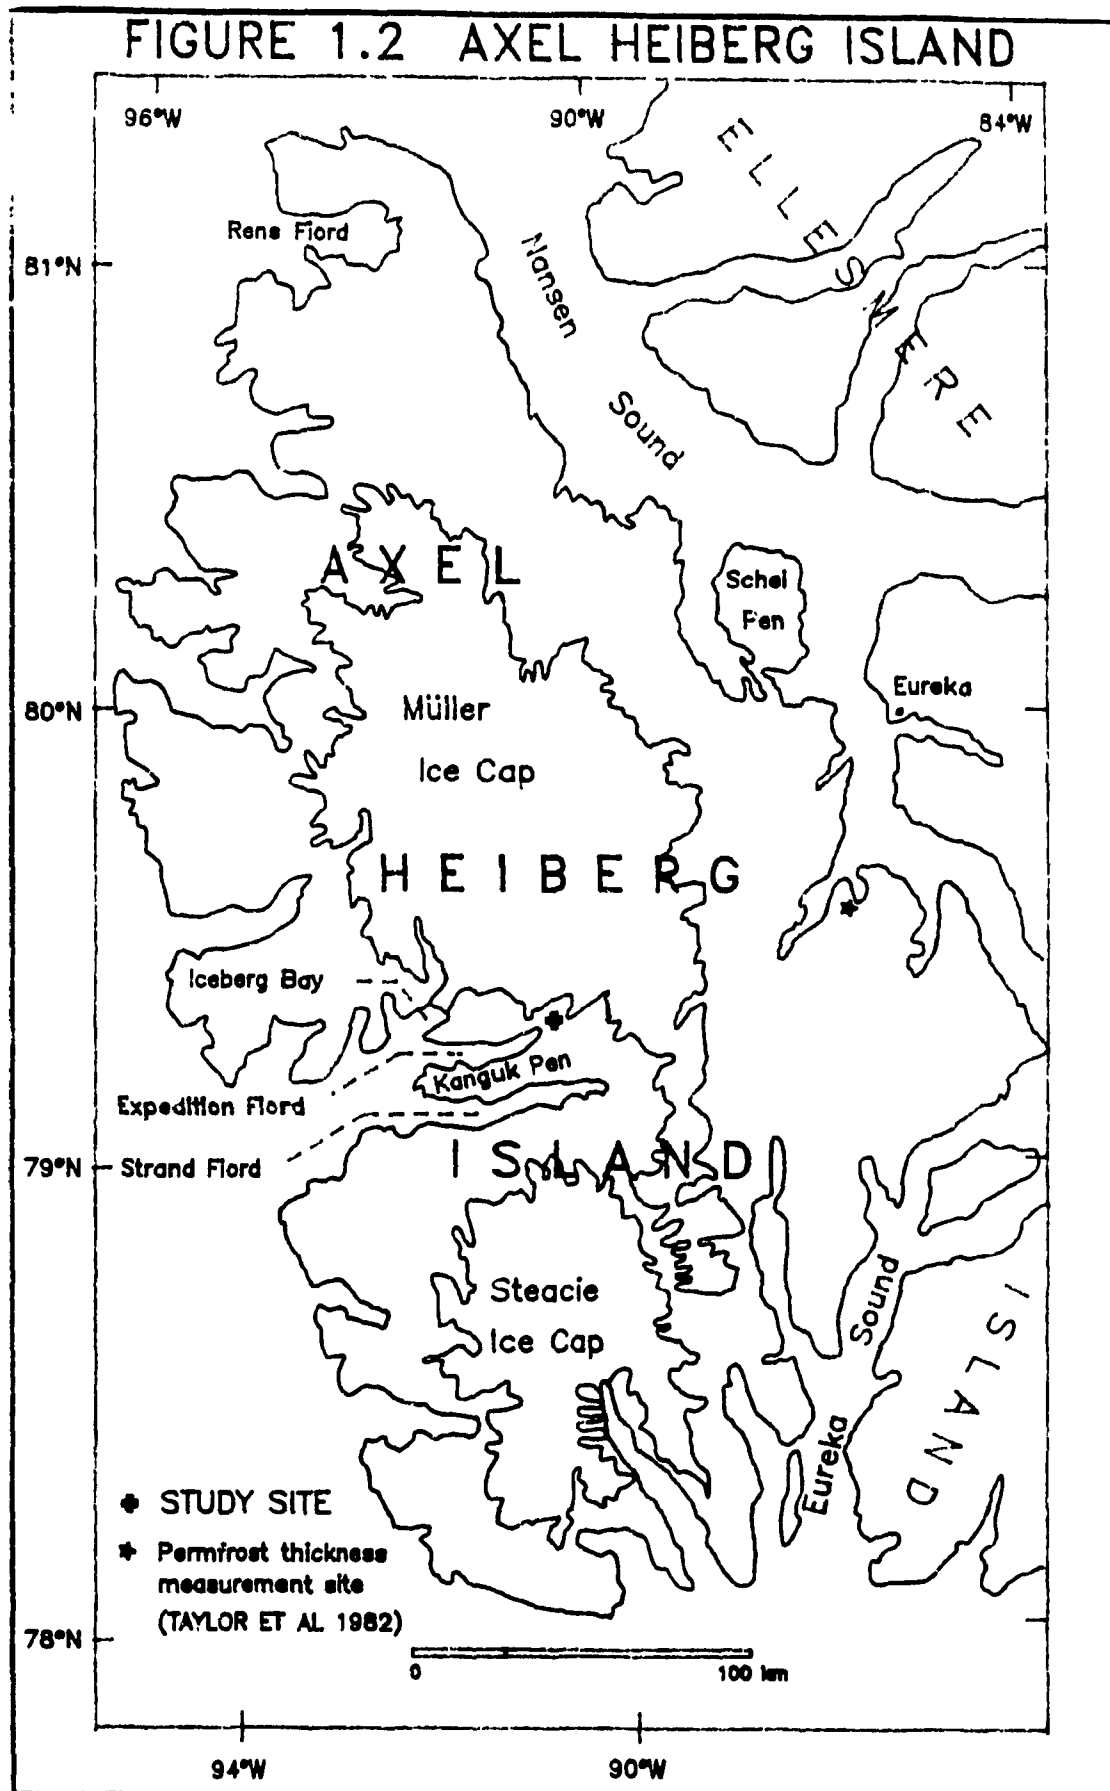 FIGURE 1.2 AXEL HEIBERG ISLAND
96°W
90°W
84°W
ELLESMERE
Rens Fiord
Nansen
81°N
Sound
AXEL
Schei
Pen
Eureka
80°N
Müller
Ice Cap
HEIBERG
Iceberg Bay
Kanguk Pen
Expedition Fiord
79°N
Strand Fiord
ISLAND
Sound
Steacie
Ice Cap
ISLAND
Eureka
STUDY SITE
Permfrost thickness
measurement site
(TAYLOR ET AL 1982)
78°N
0
100 km
94°W
90°W